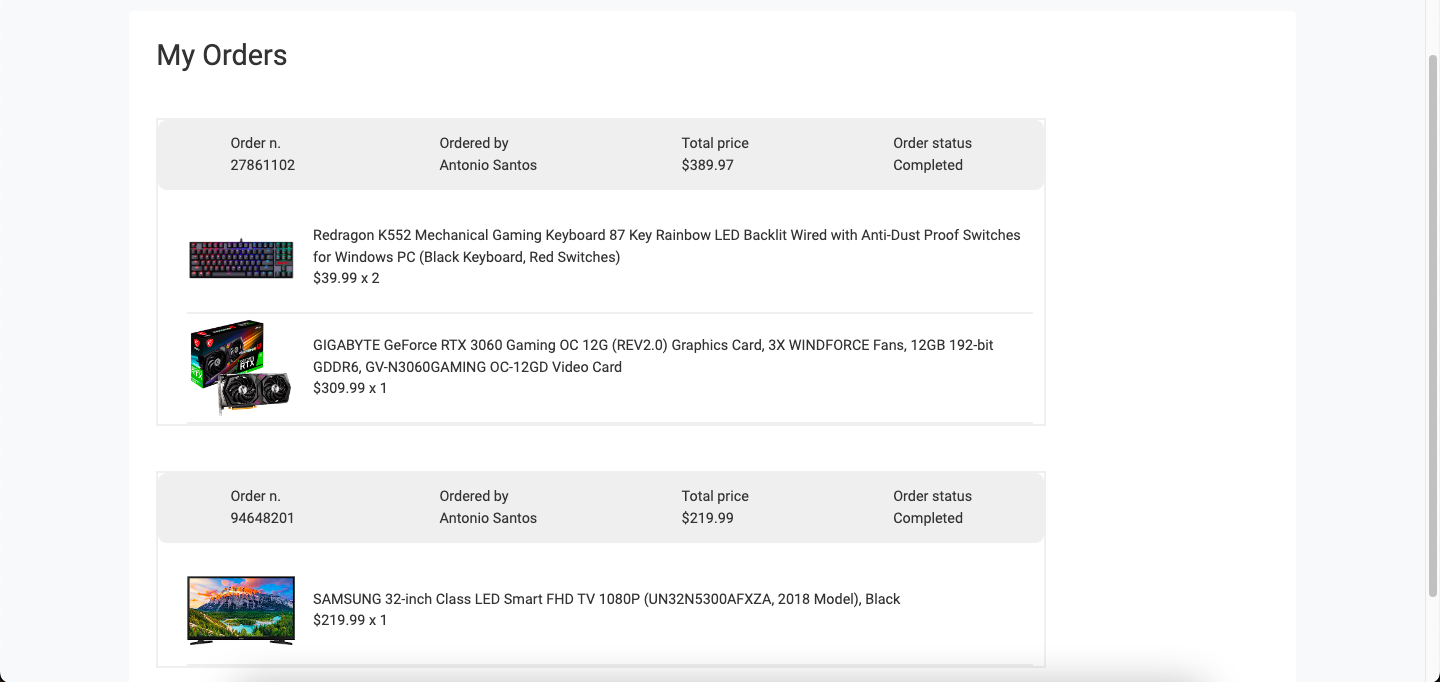 My Orders
Order n.
27861102
Ordered by
Antonio Santos
Total price
$389.97
Order status
Completed
Redragon K552 Mechanical Gaming Keyboard 87 Key Rainbow LED Backlit Wired with Anti-Dust Proof Switches
for Windows PC (Black Keyboard, Red Switches)
$39.99 x 2
GIGABYTE GeForce RTX 3060 Gaming OC 12G (REV2.0) Graphics Card, 3X WINDFORCE Fans, 12GB 192-bit
GDDR6, GV-N3060GAMING OC-12GD Video Card
$309.99 x 1
Order n.
94648201
Ordered by
Antonio Santos
Total price
$219.99
Order status
Completed
SAMSUNG 32-inch Class LED Smart FHD TV 1080P (UN32N5300AFXZA, 2018 Model), Black
$219.99 x 1